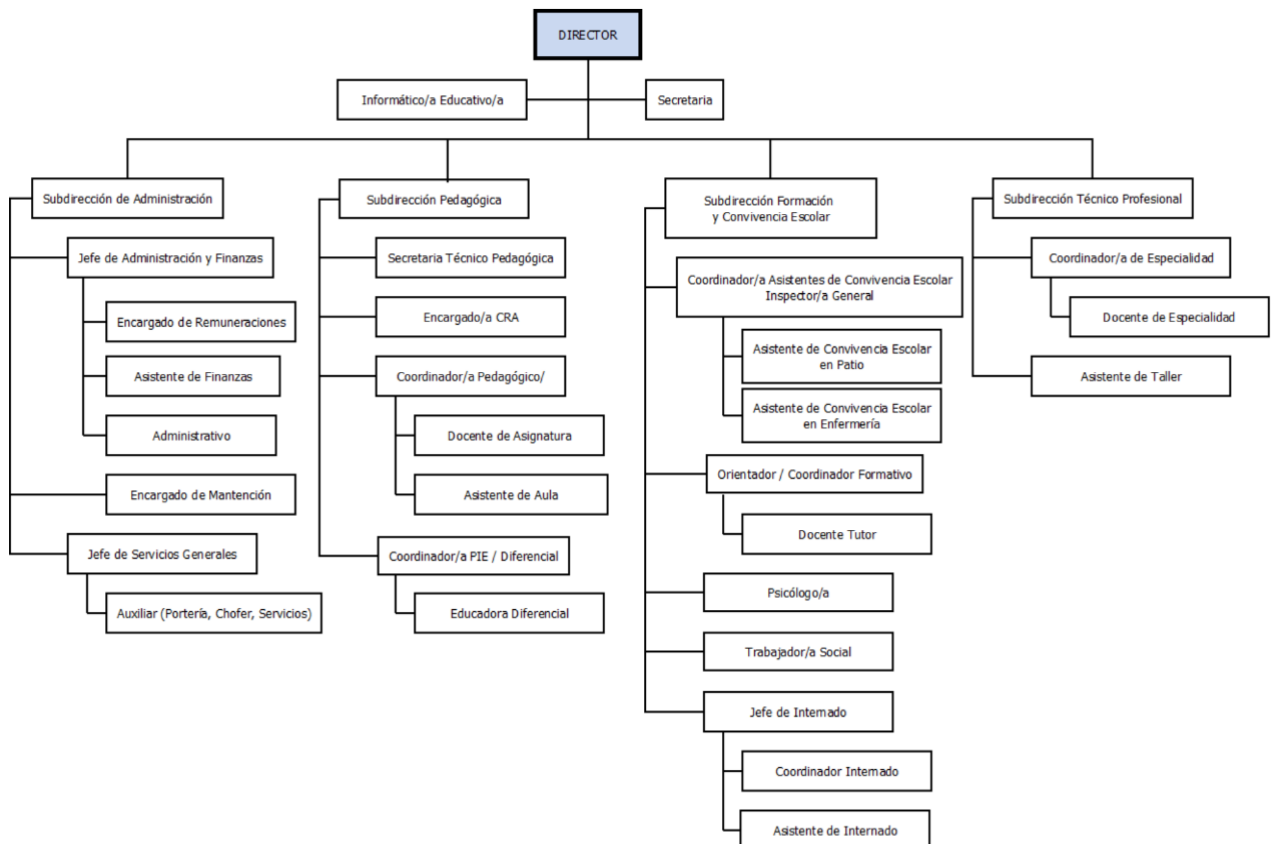 DIRECTOR
Informático/a Educativo/a
Secretaria
Subdirección de Administración
Jefe de Administración y Finanzas
Encargado de Remuneraciones
Asistente de Finanzas
Administrativo
Encargado de Mantención
Jefe de Servicios Generales
Auxiliar (Portería, Chofer, Servicios)
Subdirección Pedagógica
Secretaria Técnico Pedagógica
Encargado/a CRA
Coordinador/a Pedagógico/
Docente de Asignatura
Asistente de Aula
Coordinador/a PIE / Diferencial
Educadora Diferencial
Subdirección Formación
y Convivencia Escolar
Coordinador/a Asistentes de Convivencia Escolar
Inspector/a General
Asistente de Convivencia Escolar
en Patio
Asistente de Convivencia Escolar
en Enfermería
Orientador / Coordinador Formativo
Docente Tutor
Psicólogo/a
Trabajador/a Social
Jefe de Internado
Coordinador Internado
Asistente de Internado
Subdirección Técnico Profesional
Coordinador/a de Especialidad
Docente de Especialidad
Asistente de Taller